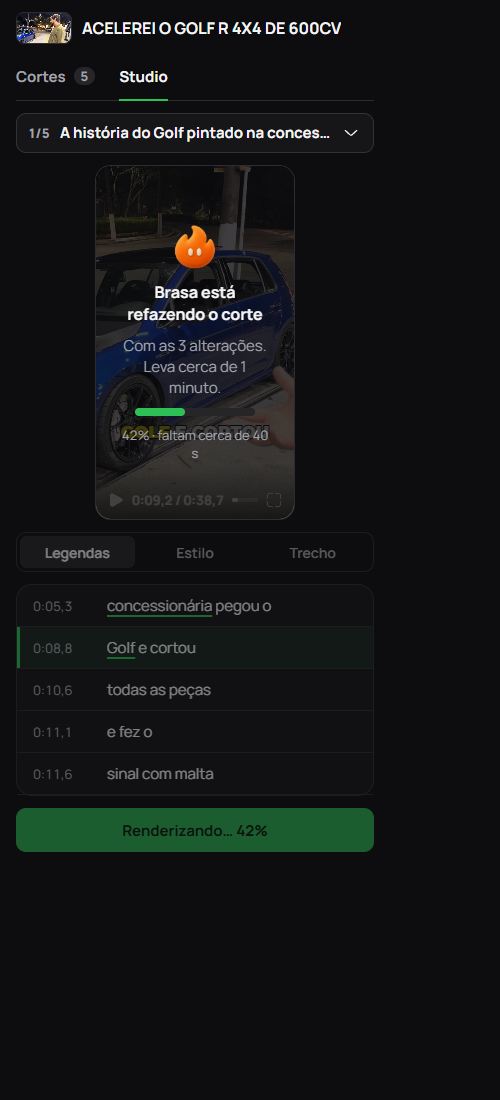 ACELEREI O GOLF R 4X4 DE 600CV
Cortes 5 Studio
1/5 A história do Golf pintado na conces...
Brasa está
refazendo o corte
Com as 3 alterações.
Leva cerca de 1
minuto.
GOLF E CORTOU
42% · faltam cerca de 40
s
0:09,2 / 0:38,7
Legendas Estilo Trecho
0:05,3 concessionária pegou o
0:08,8 Golf e cortou
0:10,6 todas as peças
0:11,1 e fez o
0:11,6 sinal com malta
Renderizando... 42%